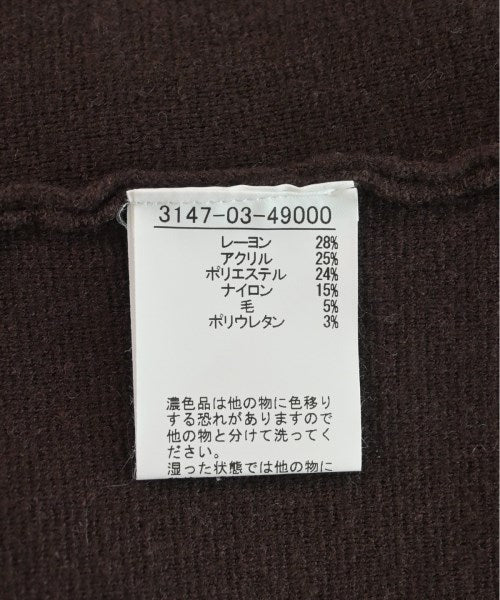 3147-03-49000
レーヨン 28%
アクリル 25%
ポリエステル 24%
ナイロン 15%
毛 5%
ポリウレタン 3%
濃色品は他の物に色移り
する恐れがありますので
他の物と分けて洗ってく
ださい。
湿った状態では他の物に